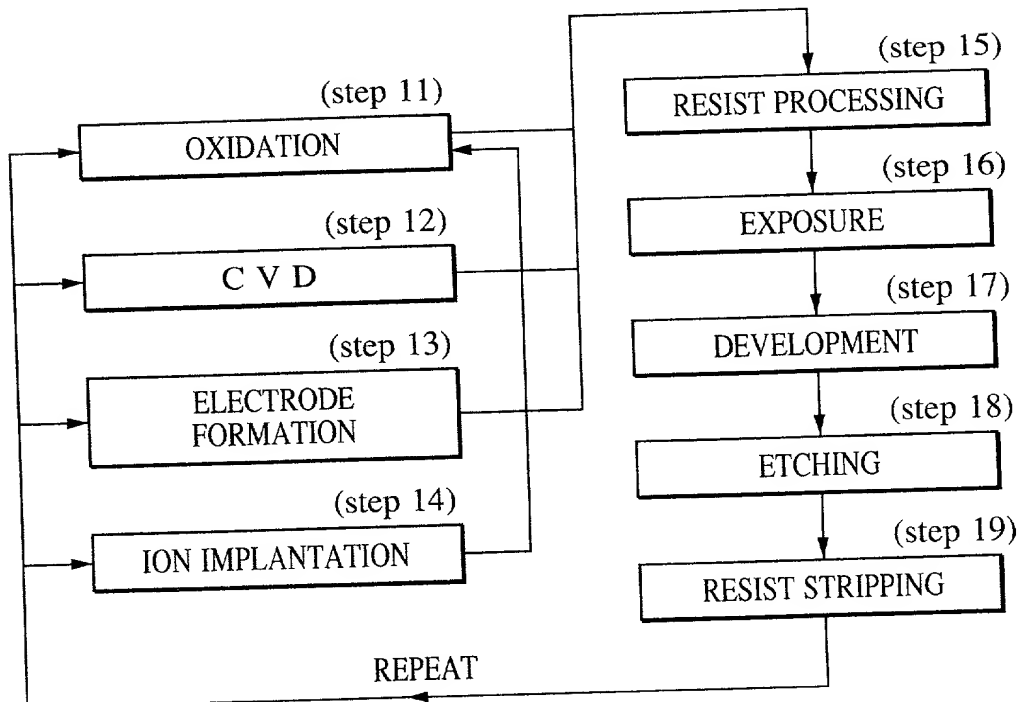 (step 11)
OXIDATION
(step 12)
C V D
(step 13)
ELECTRODE
FORMATION
(step 14)
ION IMPLANTATION
(step 15)
RESIST PROCESSING
(step 16)
EXPOSURE
(step 17)
DEVELOPMENT
(step 18)
ETCHING
(step 19)
RESIST STRIPPING
REPEAT